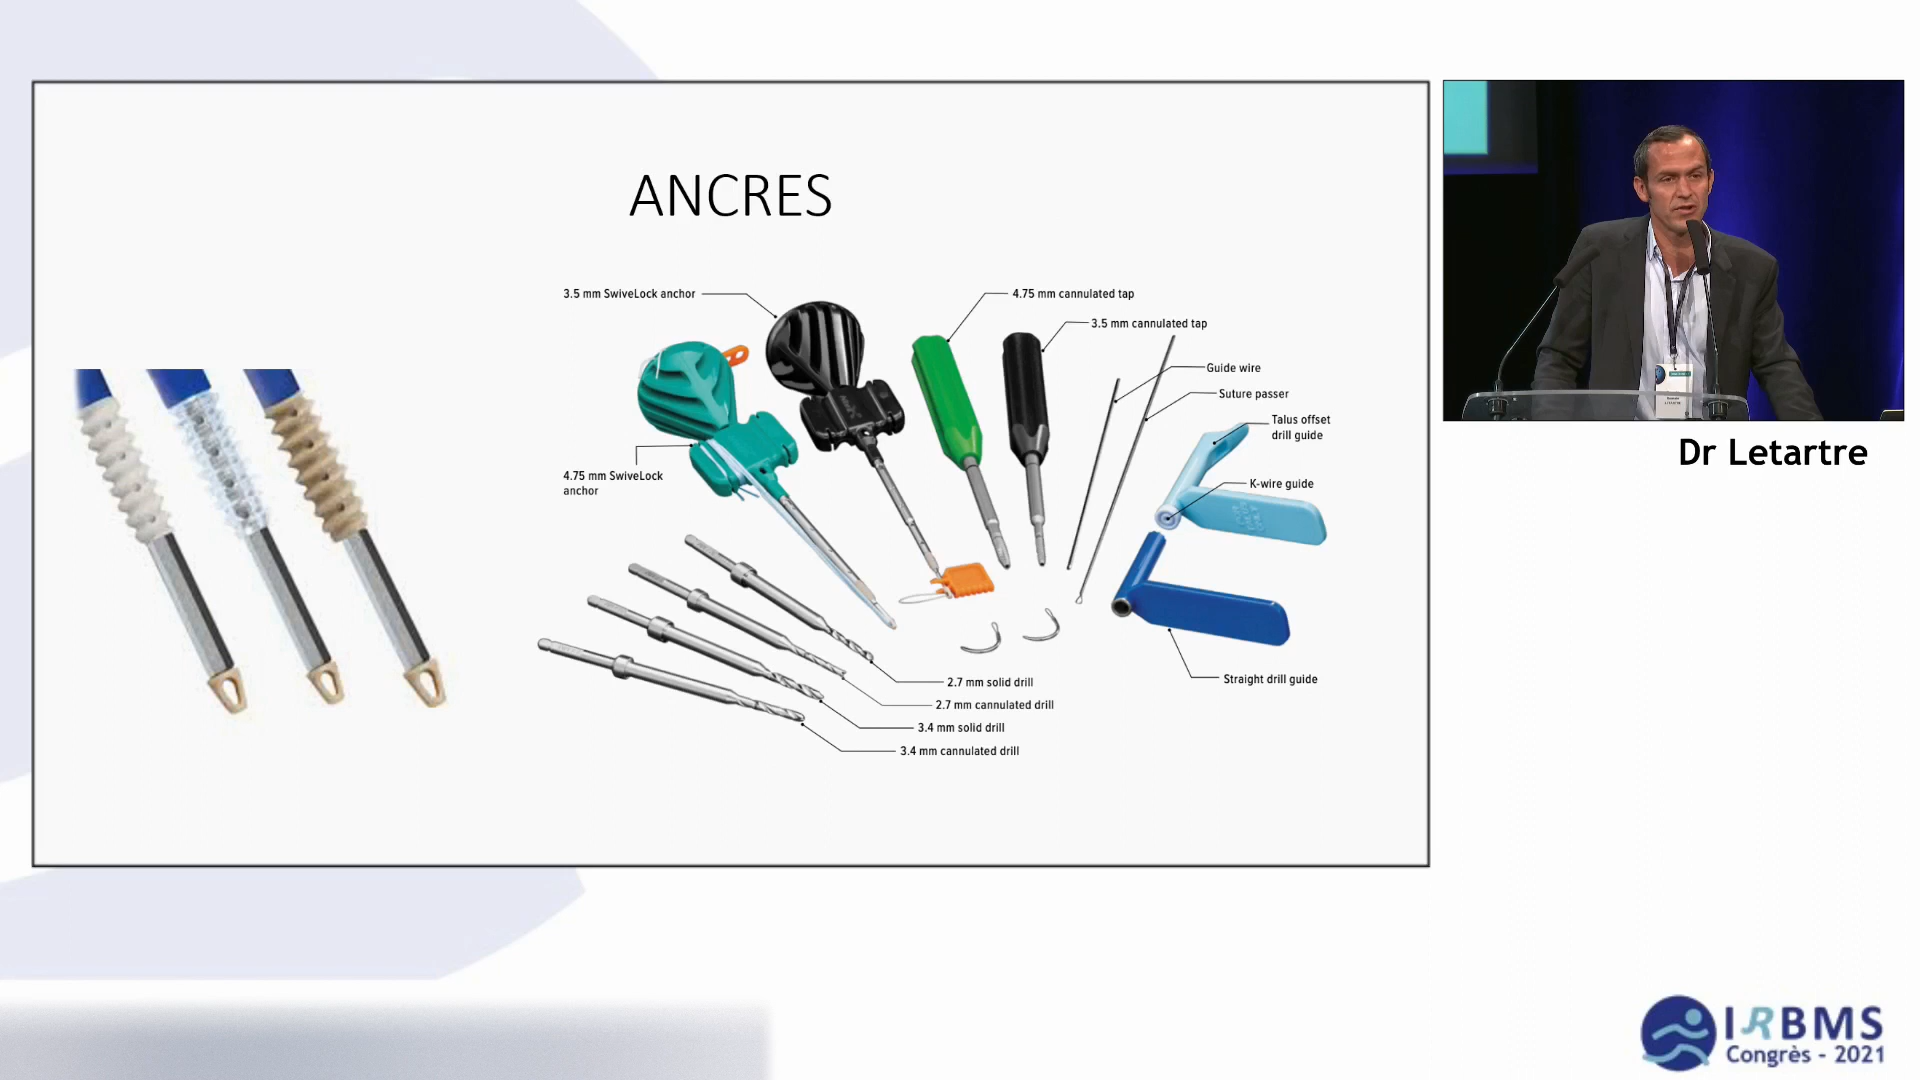 ANCRES
3.5 mm SwiveLock anchor
4.75 mm cannulated tap
3.5 mm cannulated tap
Guide wire
Suture passer
Talus offset
drill guide
4.75 mm SwiveLock
anchor
K-wire guide
2.7 mm solid drill
2.7 mm cannulated drill
3.4 mm solid drill
3.4 mm cannulated drill
Straight drill guide
Dr Letartre
IRBMS
Congrès - 2021